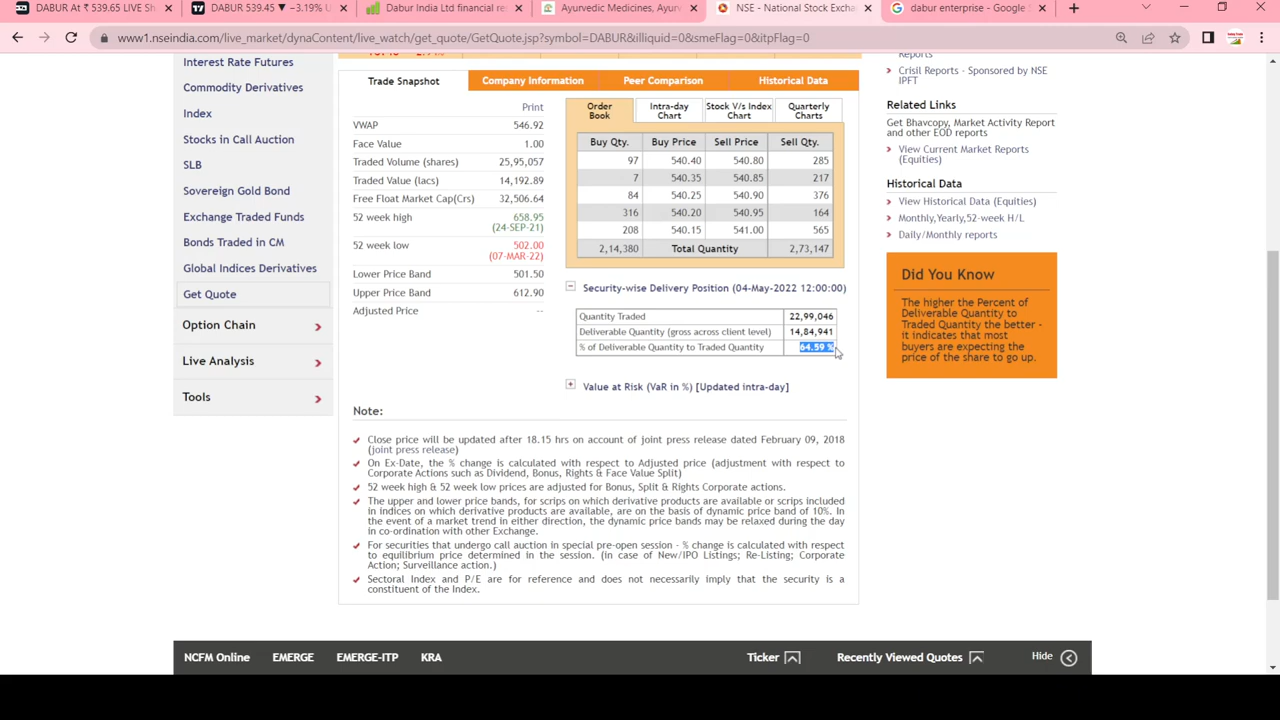 DABUR At ₹ 539.65 LIVE Sh
DABUR 539.45 ▼ −3.19% U
Dabur India Ltd financial re
Ayurvedic Medicines, Ayur
NSE - National Stock Excha
dabur enterprise - Google S
www1.nseindia.com/live_market/dynaContent/live_watch/get_quote/GetQuote.jsp?symbol=DABUR&illiquid=0&smeFlag=0&itpFlag=0
Interest Rate Futures
Commodity Derivatives
Index
Stocks in Call Auction
SLB
Sovereign Gold Bond
Exchange Traded Funds
Bonds Traded in CM
Global Indices Derivatives
Get Quote
Option Chain
Live Analysis
Tools
Trade Snapshot
Company Information
Peer Comparison
Historical Data
Print
VWAP 546.92
Face Value 1.00
Traded Volume (shares) 25,95,057
Traded Value (lacs) 14,192.89
Free Float Market Cap(Crs) 32,506.64
52 week high 658.95
(24-SEP-21)
52 week low 502.00
(07-MAR-22)
Lower Price Band 501.50
Upper Price Band 612.90
Adjusted Price --
Order
Book
Intra-day
Chart
Stock V/s Index
Chart
Quarterly
Charts
Buy Qty. Buy Price Sell Price Sell Qty.
97 540.40 540.80 285
7 540.35 540.85 217
84 540.25 540.90 376
316 540.20 540.95 164
208 540.15 541.00 565
2,14,380 Total Quantity 2,73,147
Security-wise Delivery Position (04-May-2022 12:00:00)
Quantity Traded 22,99,046
Deliverable Quantity (gross across client level) 14,84,941
% of Deliverable Quantity to Traded Quantity 64.59 %
Value at Risk (VaR in %) [Updated intra-day]
Note:
Close price will be updated after 18.15 hrs on account of joint press release dated February 09, 2018
(joint press release)
On Ex-Date, the % change is calculated with respect to Adjusted price (adjustment with respect to
Corporate Actions such as Dividend, Bonus, Rights & Face Value Split)
52 week high & 52 week low prices are adjusted for Bonus, Split & Rights Corporate actions.
The upper and lower price bands, for scrips on which derivative products are available or scrips included
in indices on which derivative products are available, are on the basis of dynamic price band of 10%. In
the event of a market trend in either direction, the dynamic price bands may be relaxed during the day
in co-ordination with other Exchange.
For securities that undergo call auction in special pre-open session - % change is calculated with respect
to equilibrium price determined in the session. (in case of New/IPO Listings; Re-Listing; Corporate
Action; Surveillance action.)
Sectoral Index and P/E are for reference and does not necessarily imply that the security is a
constituent of the Index.
Reports
Crisil Reports - Sponsored by NSE
IPFT
Related Links
Get Bhavcopy, Market Activity Report
and other EOD reports
View Current Market Reports
(Equities)
Historical Data
View Historical Data (Equities)
Monthly,Yearly,52-week H/L
Daily/Monthly reports
Did You Know
The higher the Percent of
Deliverable Quantity to
Traded Quantity the better -
it indicates that most
buyers are expecting the
price of the share to go up.
NCFM Online
EMERGE
EMERGE-ITP
KRA
Ticker
Recently Viewed Quotes
Hide